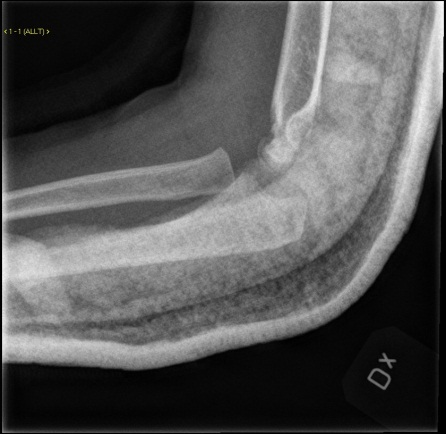 ‹ 1 - 1 (ALLT) ›
Dx